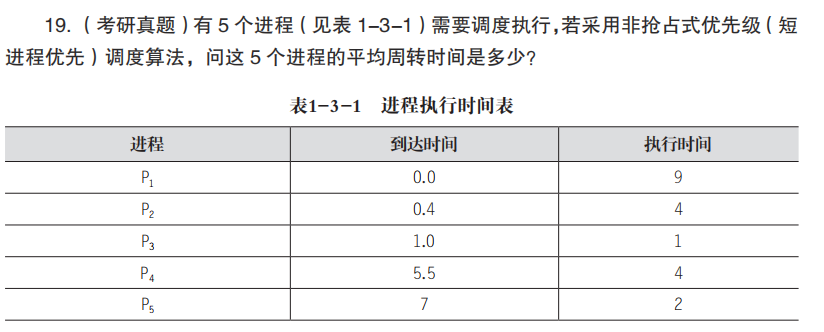 19.（考研真题）有 5 个进程（见表 1-3-1）需要调度执行,若采用非抢占式优先级（短
进程优先）调度算法，问这 5 个进程的平均周转时间是多少?
表1-3-1 进程执行时间表
进程 到达时间 执行时间
P₁ 0.0 9
P₂ 0.4 4
P₃ 1.0 1
P₄ 5.5 4
P₅ 7 2